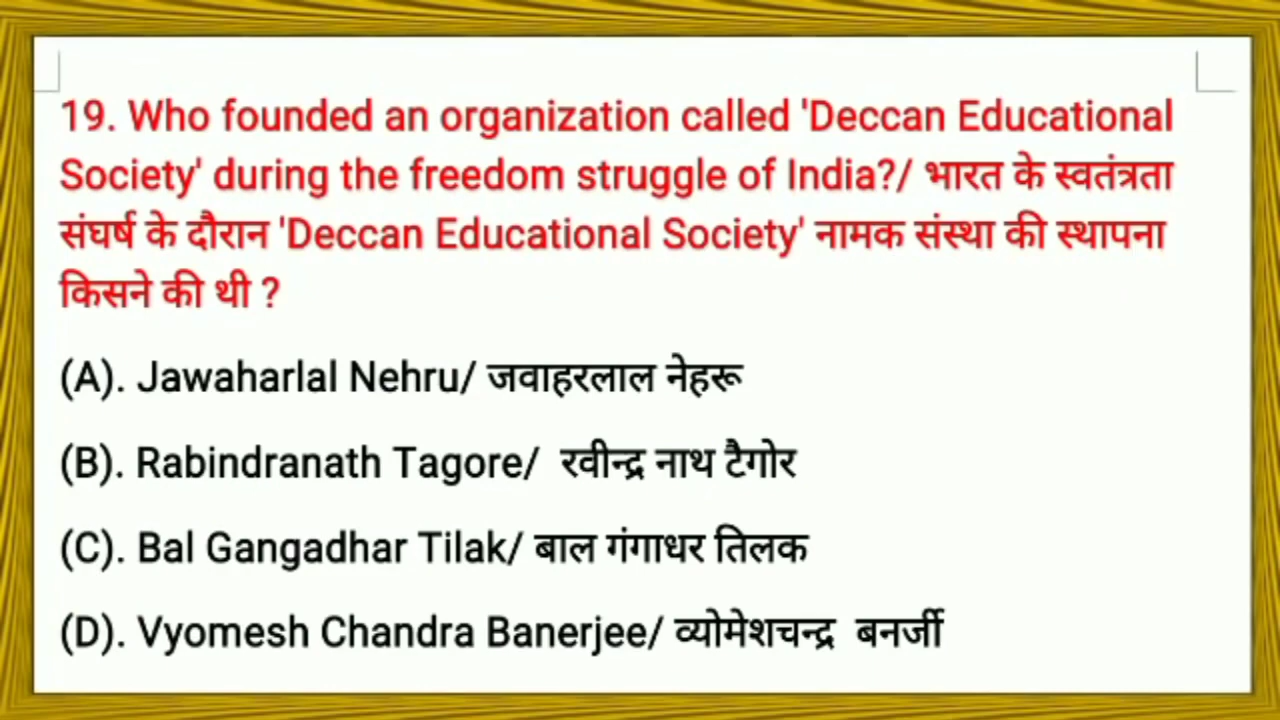 19. Who founded an organization called 'Deccan Educational
Society' during the freedom struggle of India?/ भारत के स्वतंत्रता
संघर्ष के दौरान 'Deccan Educational Society' नामक संस्था की स्थापना
किसने की थी ?
(A). Jawaharlal Nehru/ जवाहरलाल नेहरू
(B). Rabindranath Tagore/ रवीन्द्र नाथ टैगोर
(C). Bal Gangadhar Tilak/ बाल गंगाधर तिलक
(D). Vyomesh Chandra Banerjee/ व्योमेशचन्द्र बनर्जी